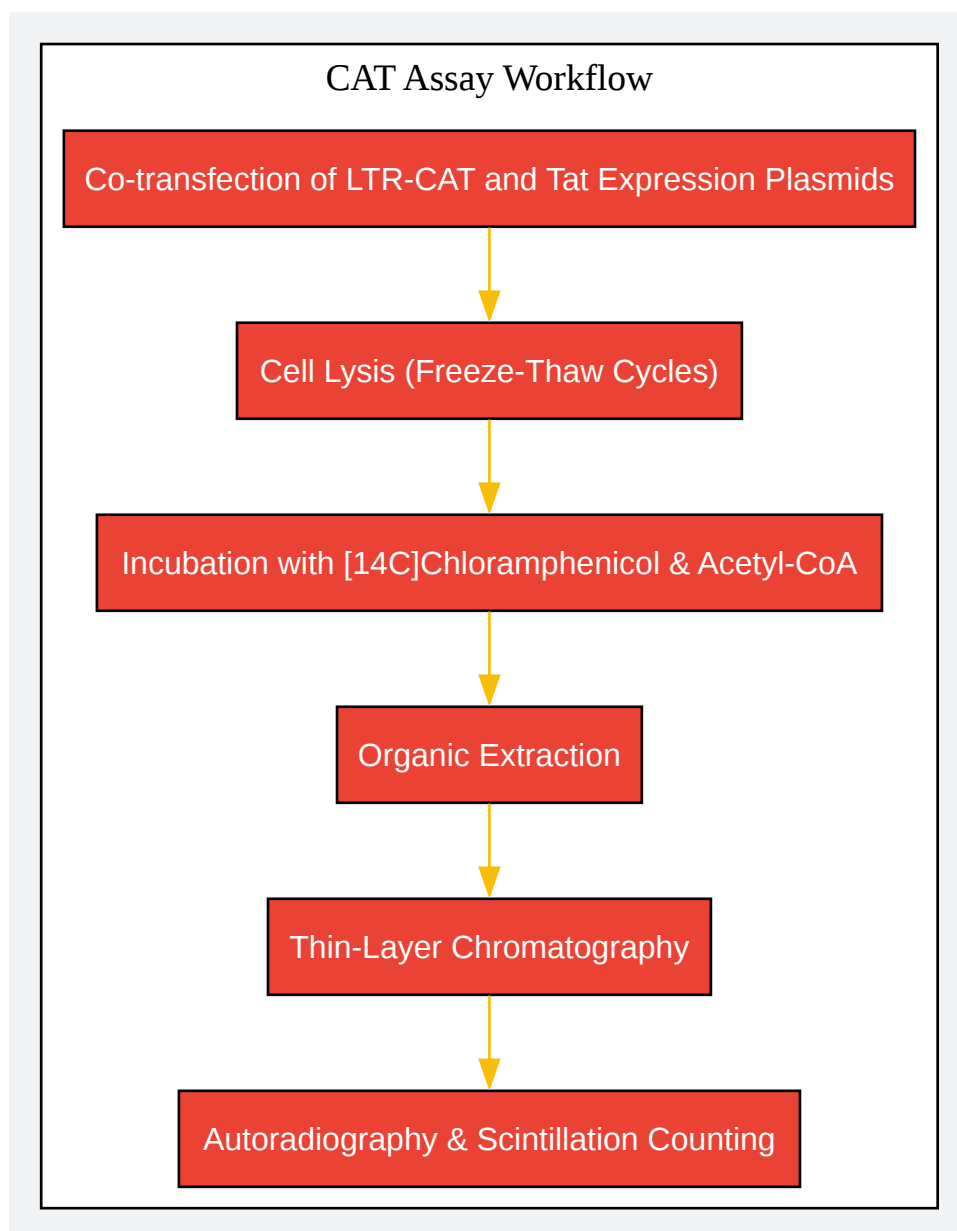 CAT Assay Workflow
Co-transfection of LTR-CAT and Tat Expression Plasmids
Cell Lysis (Freeze-Thaw Cycles)
Incubation with [14C]Chloramphenicol & Acetyl-CoA
Organic Extraction
Thin-Layer Chromatography
Autoradiography & Scintillation Counting